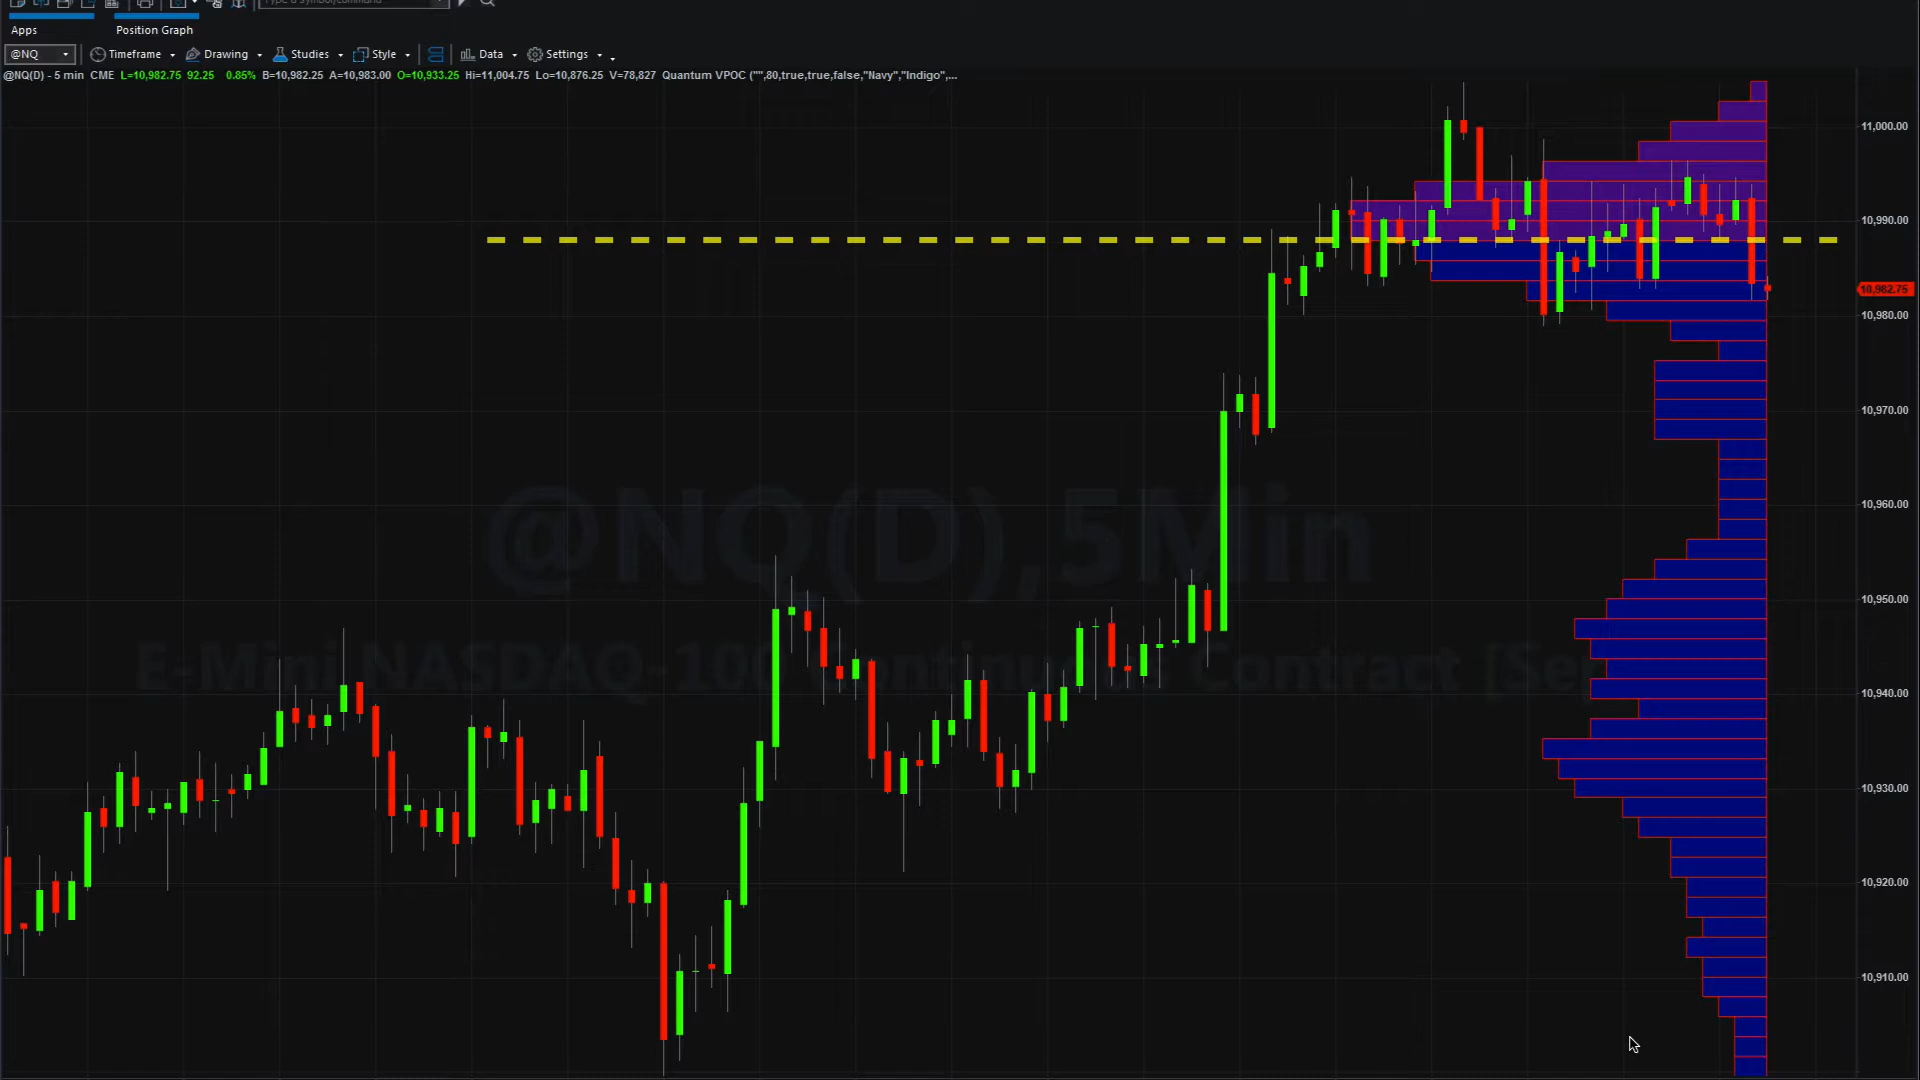 Apps
Position Graph
@NQ
Timeframe
Drawing
Studies
Style
Data
Settings
@NQ(D) - 5 min CME L=10,982.75 92.25 0.85% B=10,982.25 A=10,983.00 O=10,933.25 Hi=11,004.75 Lo=10,876.25 V=78,827 Quantum VPOC ("",80,true,true,false,"Navy","Indigo",...
11,000.00
10,990.00
10,982.75
10,980.00
10,970.00
10,960.00
10,950.00
10,940.00
10,930.00
10,920.00
10,910.00
@NQ(D),5Min
E-Mini NASDAQ-100 Continuous Contract [Se